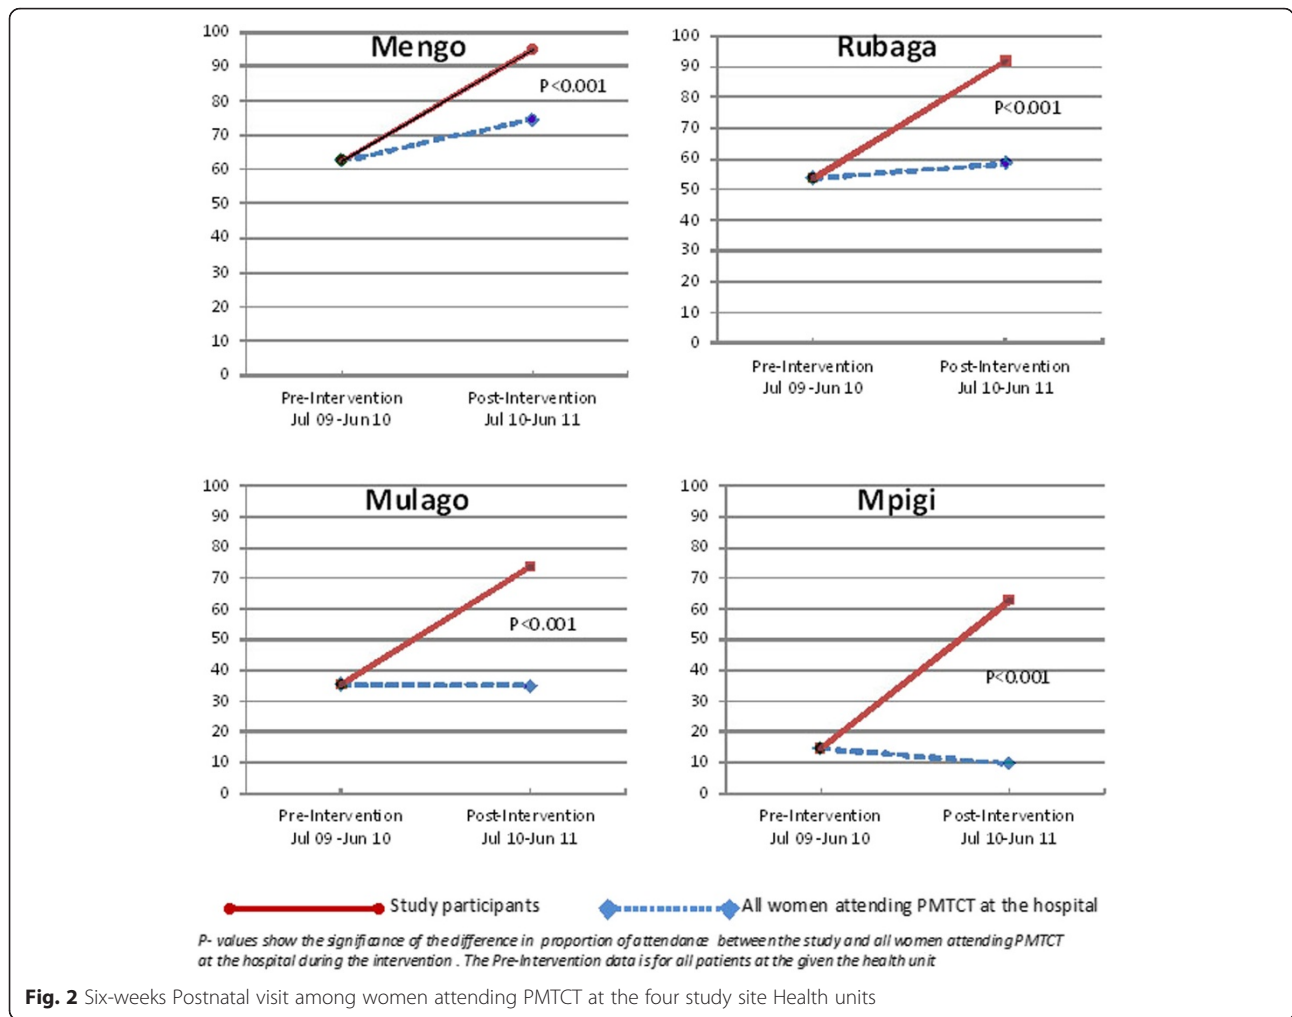 Mengo
100
90
80
70
60
50
40
30
20
10
0
P<0.001
Pre-Intervention
Jul 09 -Jun 10
Post-Intervention
Jul 10-Jun 11
Rubaga
100
90
80
70
60
50
40
30
20
10
0
P<0.001
Pre-Intervention
Jul 09 -Jun 10
Post-Intervention
Jul 10-Jun 11
Mulago
100
90
80
70
60
50
40
30
20
10
0
P<0.001
Pre-Intervention
Jul 09 -Jun 10
Post-Intervention
Jul 10-Jun 11
Mpigi
100
90
80
70
60
50
40
30
20
10
0
P<0.001
Pre-Intervention
Jul 09 -Jun 10
Post-Intervention
Jul 10-Jun 11
Study participants
All women attending PMTCT at the hospital
P- values show the significance of the difference in proportion of attendance between the study and all women attending PMTCT
at the hospital during the intervention . The Pre-Intervention data is for all patients at the given the health unit
Fig. 2 Six-weeks Postnatal visit among women attending PMTCT at the four study site Health units